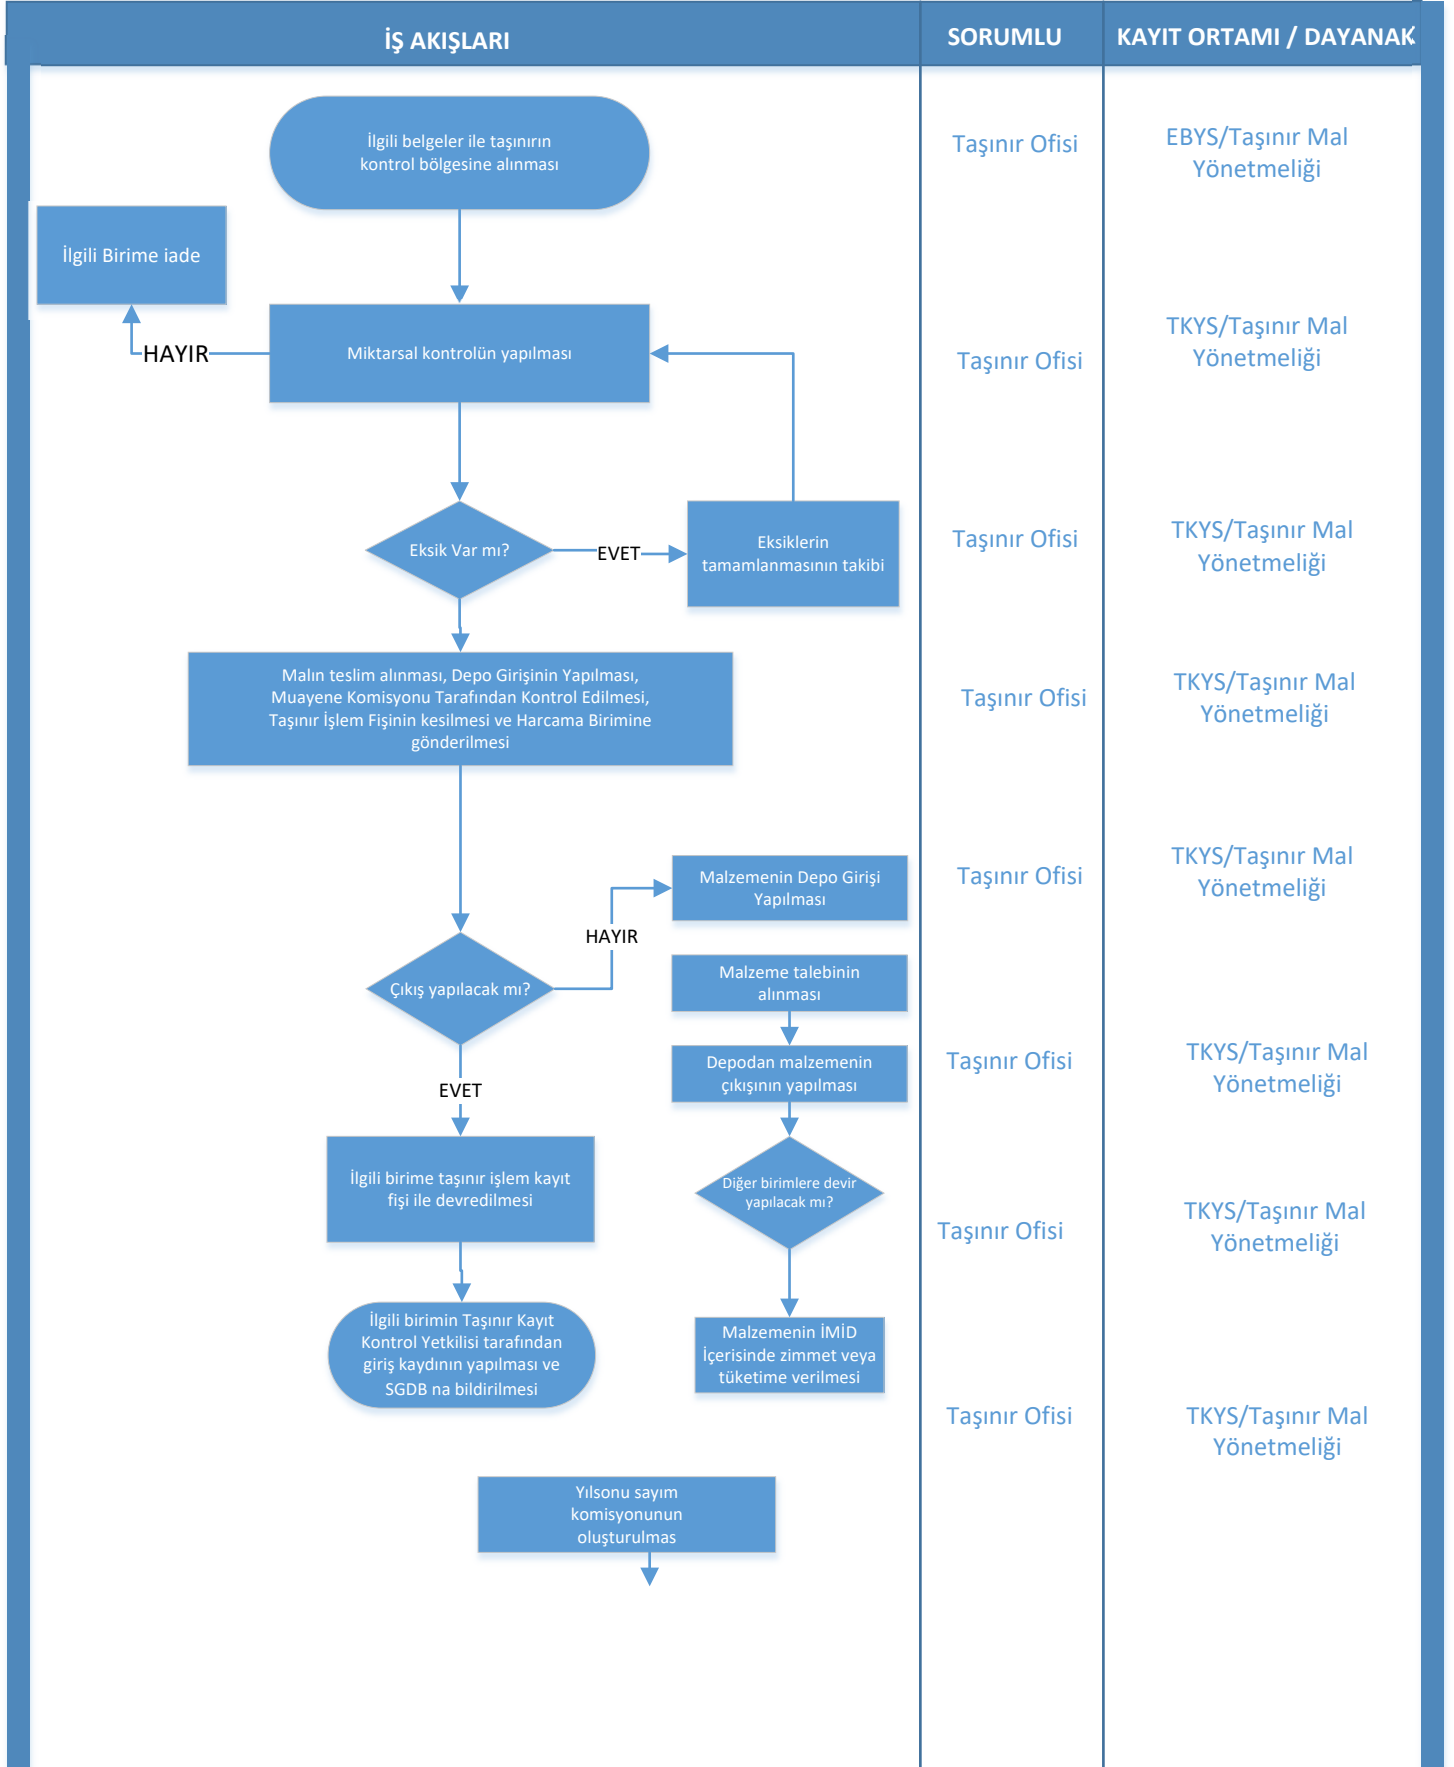 İŞ AKIŞLARI
SORUMLU
KAYIT ORTAMI / DAYANAK
İlgili belgeler ile taşınırın
kontrol bölgesine alınması
Taşınır Ofisi
EBYS/Taşınır Mal
Yönetmeliği
İlgili Birime iade
HAYIR
Miktarsal kontrolün yapılması
Taşınır Ofisi
TKYS/Taşınır Mal
Yönetmeliği
Eksik Var mı?
EVET
Eksiklerin
tamamlanmasının takibi
Taşınır Ofisi
TKYS/Taşınır Mal
Yönetmeliği
Malın teslim alınması, Depo Girişinin Yapılması,
Muayene Komisyonu Tarafından Kontrol Edilmesi,
Taşınır İşlem Fişinin kesilmesi ve Harcama Birimine
gönderilmesi
Taşınır Ofisi
TKYS/Taşınır Mal
Yönetmeliği
Malzemenin Depo Girişi
Yapılması
Taşınır Ofisi
TKYS/Taşınır Mal
Yönetmeliği
HAYIR
Çıkış yapılacak mı?
Malzeme talebinin
alınması
Depodan malzemenin
çıkışının yapılması
Taşınır Ofisi
TKYS/Taşınır Mal
Yönetmeliği
EVET
İlgili birime taşınır işlem kayıt
fişi ile devredilmesi
Diğer birimlere devir
yapılacak mı?
Taşınır Ofisi
TKYS/Taşınır Mal
Yönetmeliği
İlgili birimin Taşınır Kayıt
Kontrol Yetkilisi tarafından
giriş kaydının yapılması ve
SGDB na bildirilmesi
Malzemenin İMİD
İçerisinde zimmet veya
tüketime verilmesi
Taşınır Ofisi
TKYS/Taşınır Mal
Yönetmeliği
Yılsonu sayım
komisyonunun
oluşturulmas